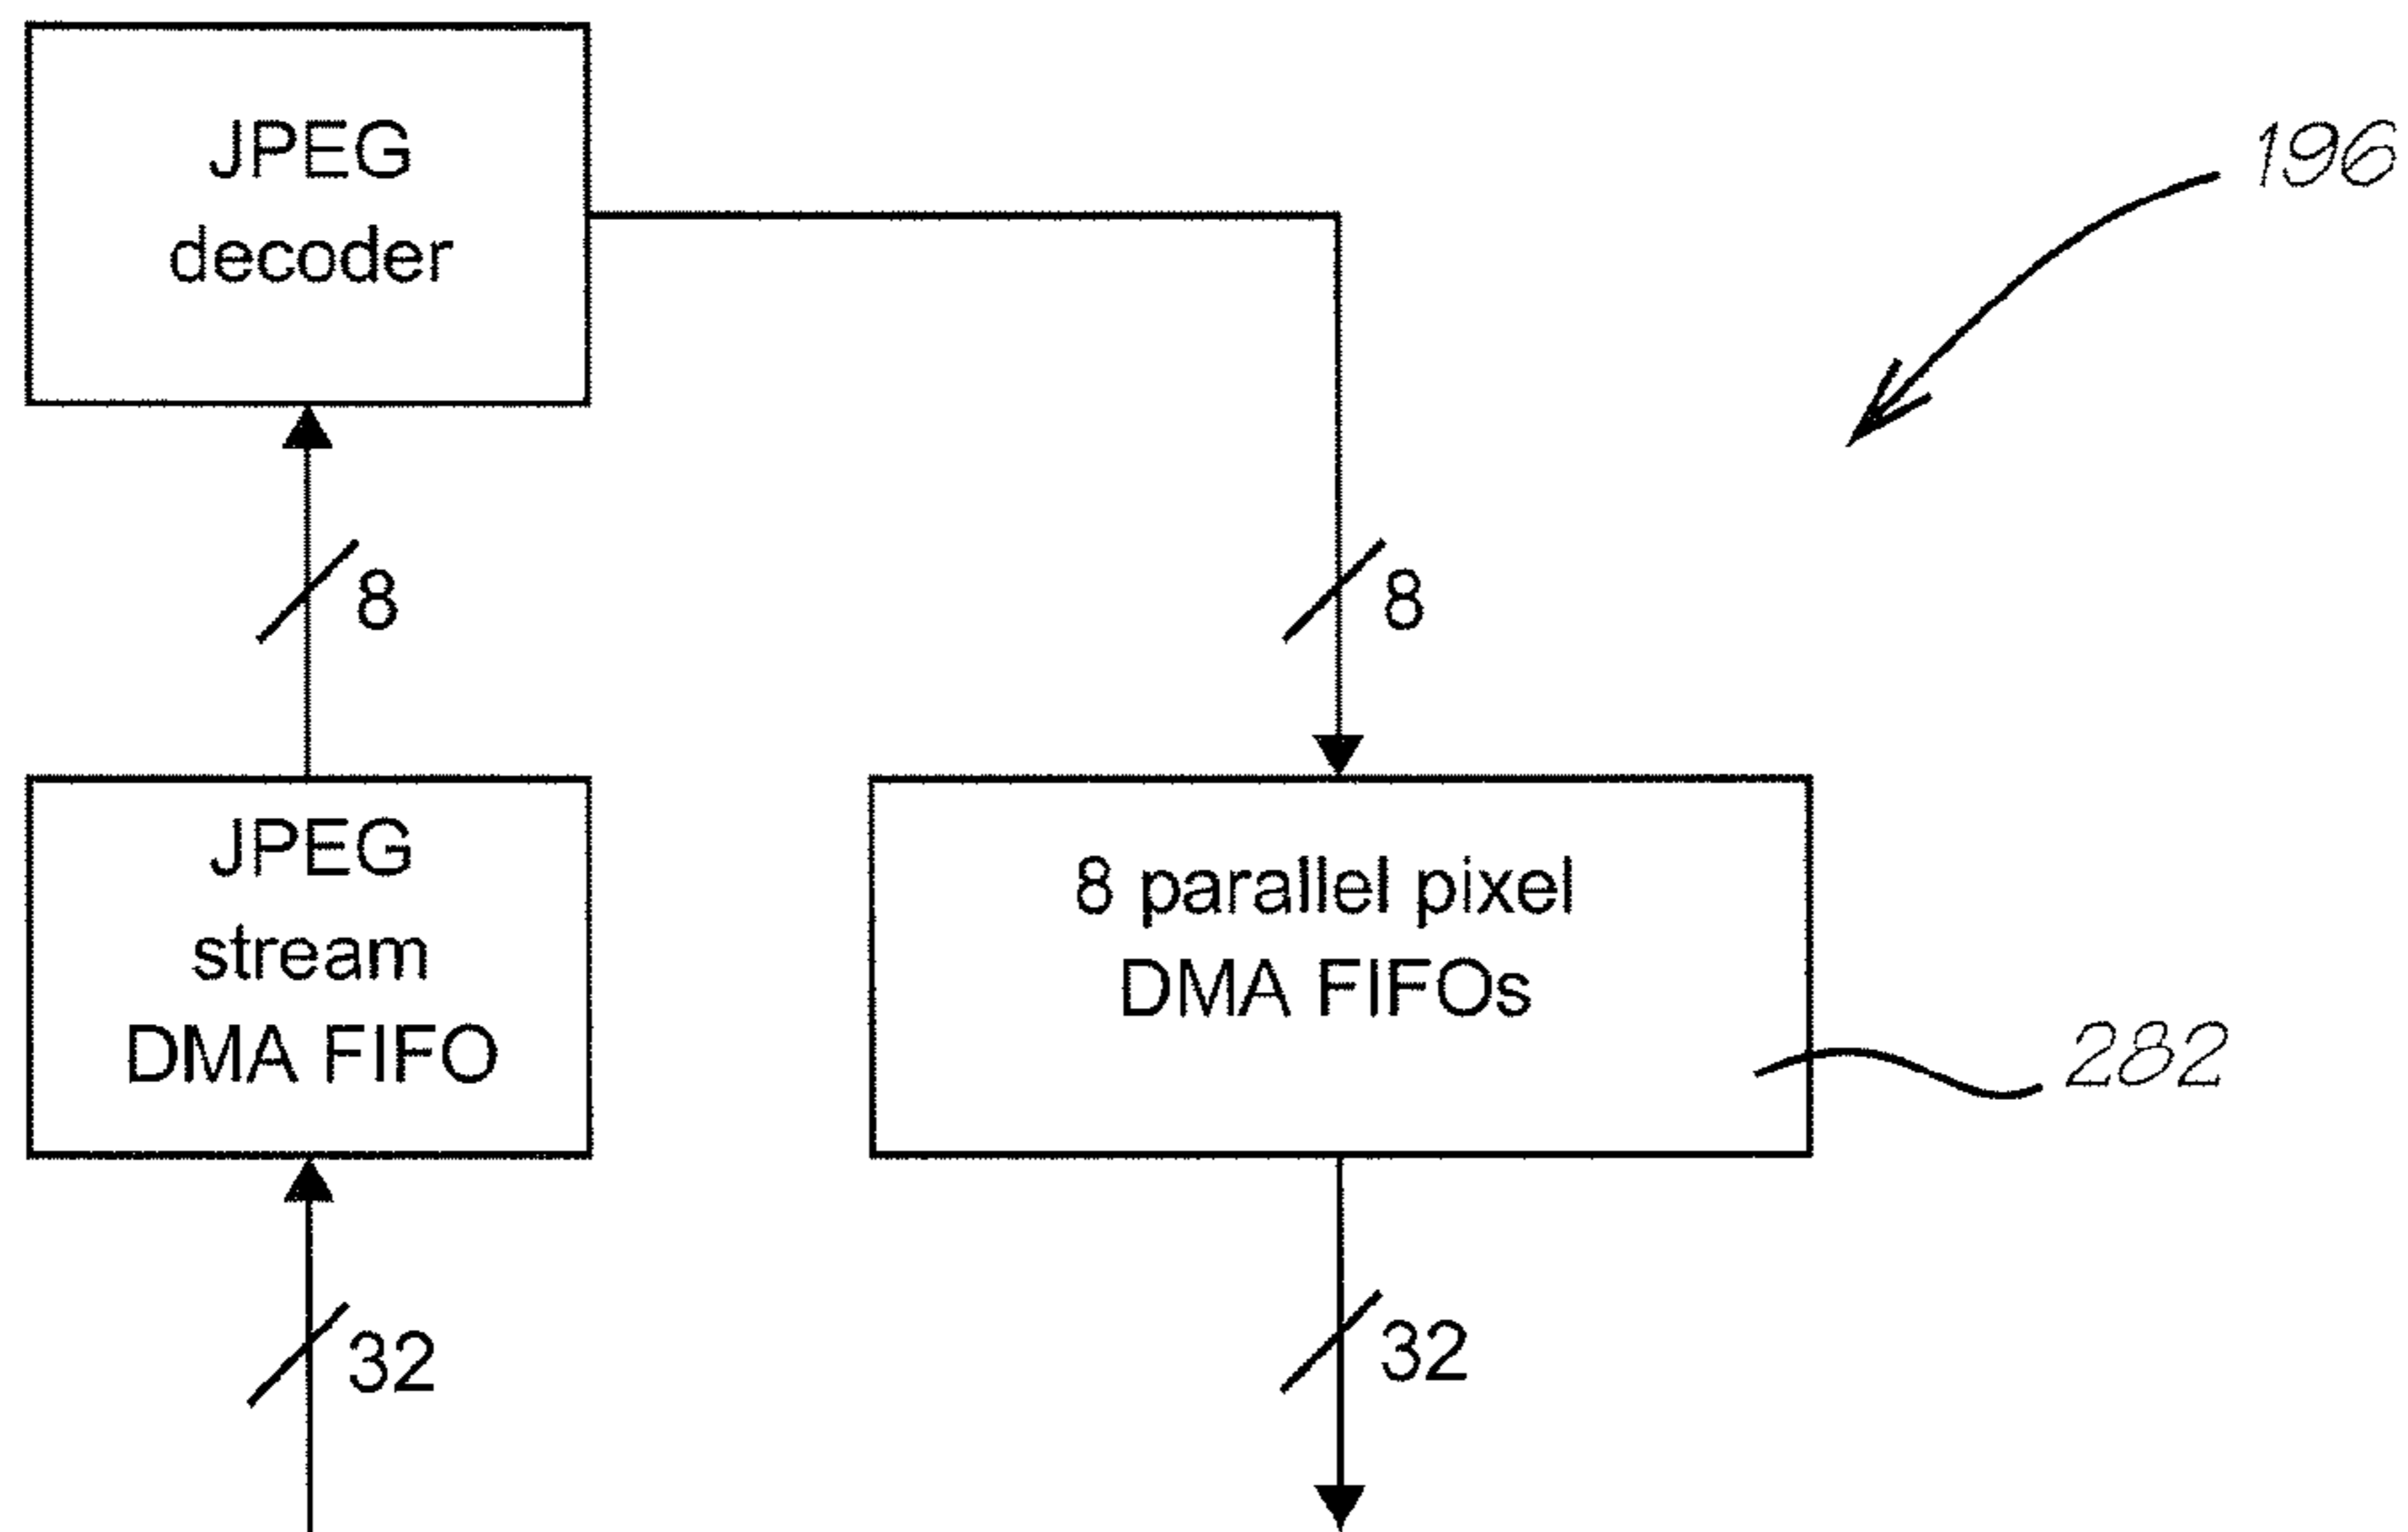 JPEG
decoder
196
8
8
JPEG
stream
DMA FIFO
8 parallel pixel
DMA FIFOs
282
32
32